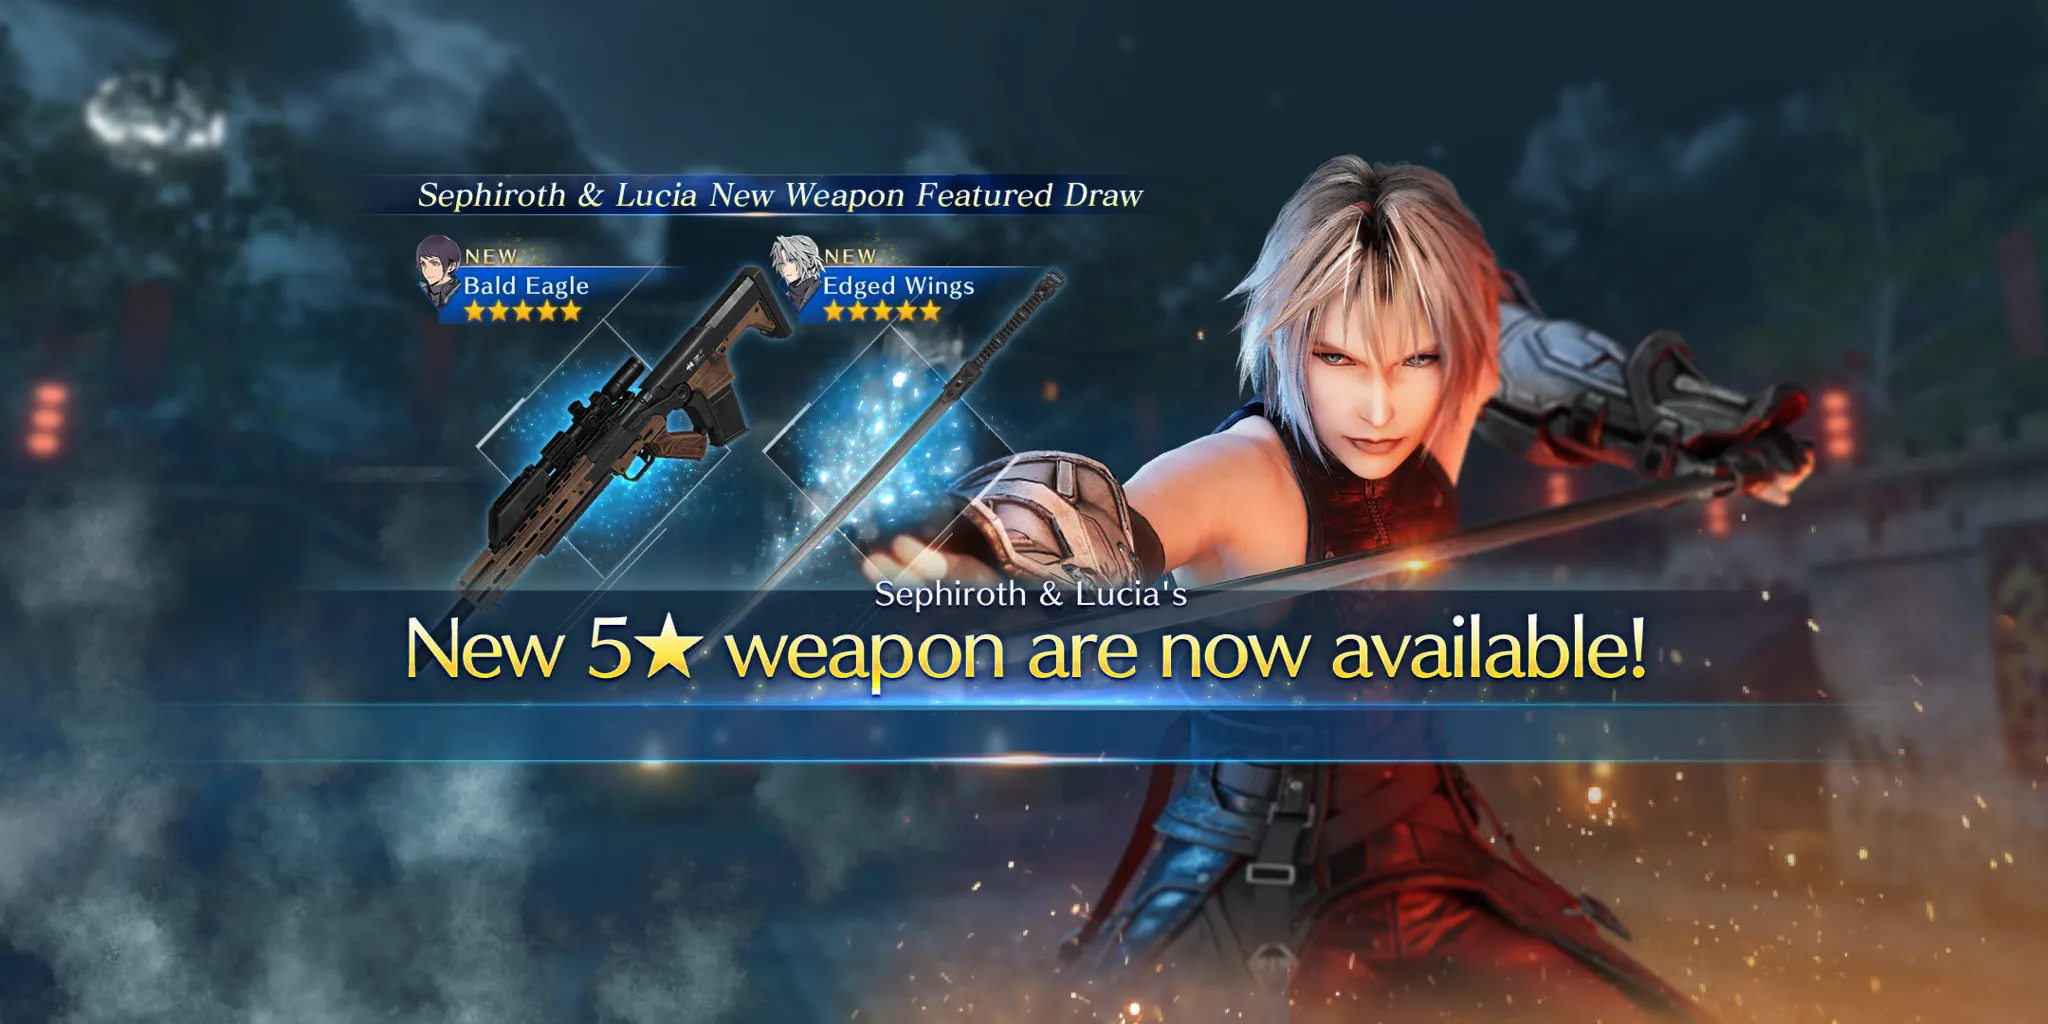 Sephiroth & Lucia New Weapon Featured Draw
NEW
Bald Eagle
★★★★★
NEW
Edged Wings
★★★★★
Sephiroth & Lucia's
New 5★ weapon are now available!